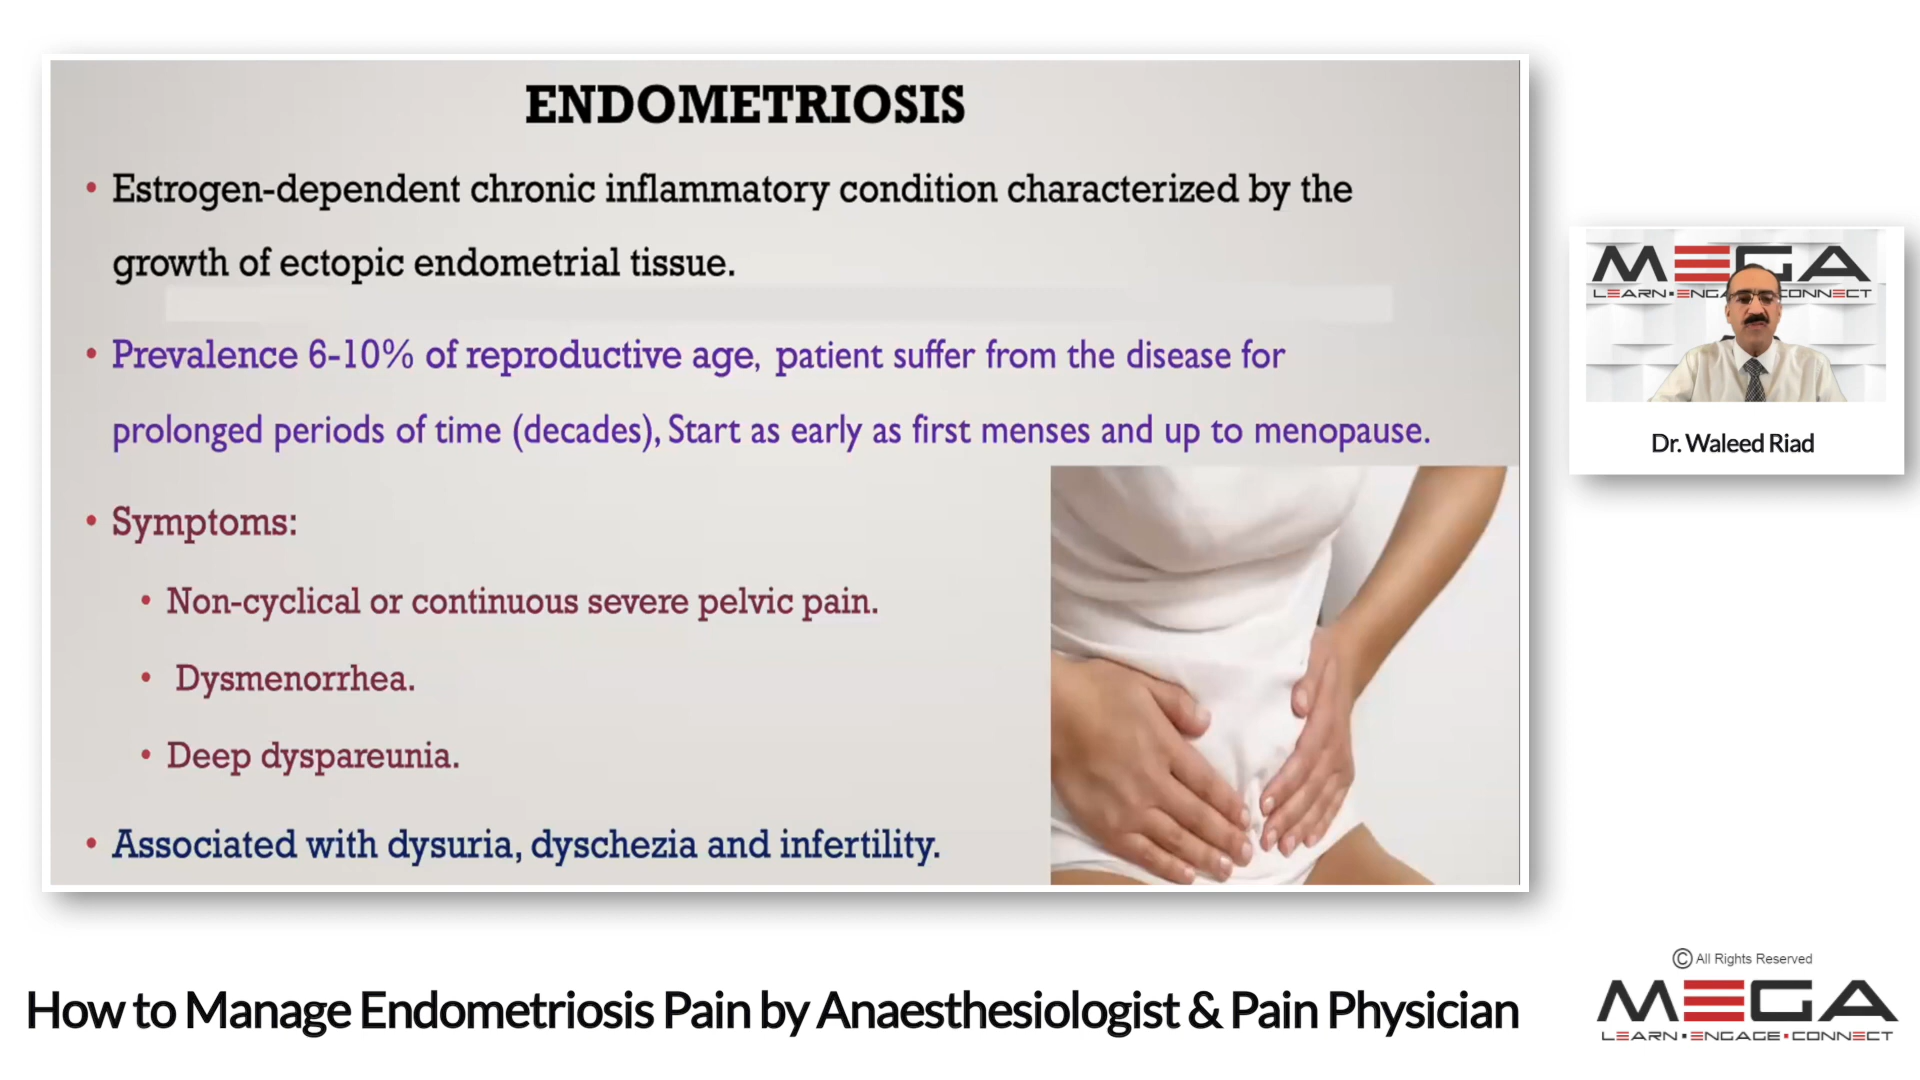 ENDOMETRIOSIS
• Estrogen-dependent chronic inflammatory condition characterized by the
growth of ectopic endometrial tissue.
• Prevalence 6-10% of reproductive age, patient suffer from the disease for
prolonged periods of time (decades), Start as early as first menses and up to menopause.
• Symptoms:
• Non-cyclical or continuous severe pelvic pain.
• Dysmenorrhea.
• Deep dyspareunia.
• Associated with dysuria, dyschezia and infertility.
MEGA
LEARN▪ENGA CONNECT
Dr. Waleed Riad
How to Manage Endometriosis Pain by Anaesthesiologist & Pain Physician
© All Rights Reserved
MEGA
LEARN▪ENGAGE▪CONNECT